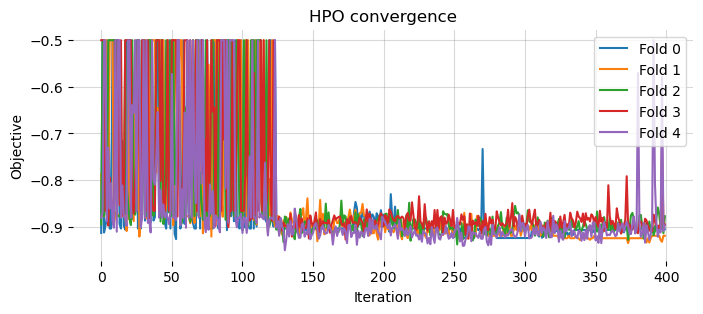 HPO convergence
Objective
−0.5
−0.6
−0.7
−0.8
−0.9
Fold 0
Fold 1
Fold 2
Fold 3
Fold 4
0 50 100 150 200 250 300 350 400
Iteration